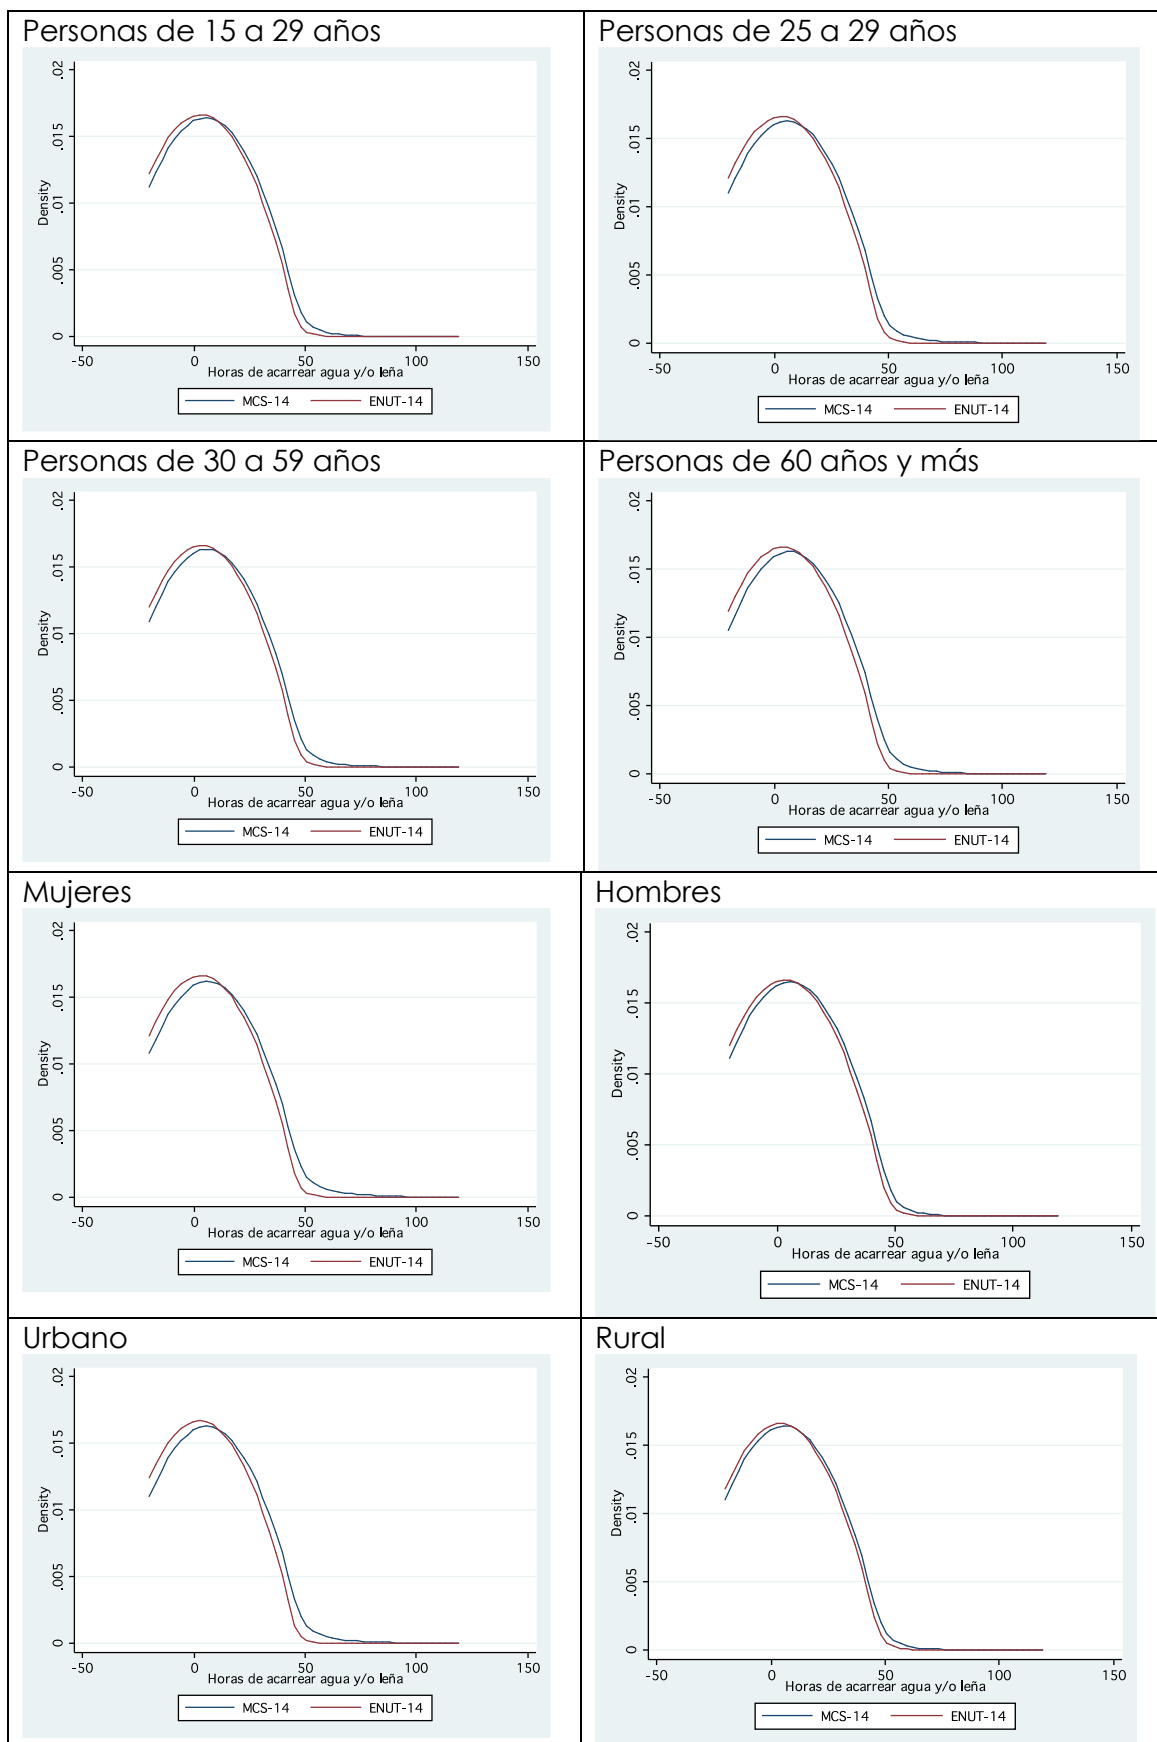 Personas de 15 a 29 años
.02
.015
.01
.005
0
Density
-50
0
50
100
150
Horas de acarrear agua y/o leña
MCS-14
ENUT-14
Personas de 25 a 29 años
.02
.015
.01
.005
0
Density
-50
0
50
100
150
Horas de acarrear agua y/o leña
MCS-14
ENUT-14
Personas de 30 a 59 años
.02
.015
.01
.005
0
Density
-50
0
50
100
150
Horas de acarrear agua y/o leña
MCS-14
ENUT-14
Personas de 60 años y más
.02
.015
.01
.005
0
Density
-50
0
50
100
150
Horas de acarrear agua y/o leña
MCS-14
ENUT-14
Mujeres
.02
.015
.01
.005
0
Density
-50
0
50
100
150
Horas de acarrear agua y/o leña
MCS-14
ENUT-14
Hombres
.02
.015
.01
.005
0
Density
-50
0
50
100
150
Horas de acarrear agua y/o leña
MCS-14
ENUT-14
Urbano
.02
.015
.01
.005
0
Density
-50
0
50
100
150
Horas de acarrear agua y/o leña
MCS-14
ENUT-14
Rural
.02
.015
.01
.005
0
Density
-50
0
50
100
150
Horas de acarrear agua y/o leña
MCS-14
ENUT-14